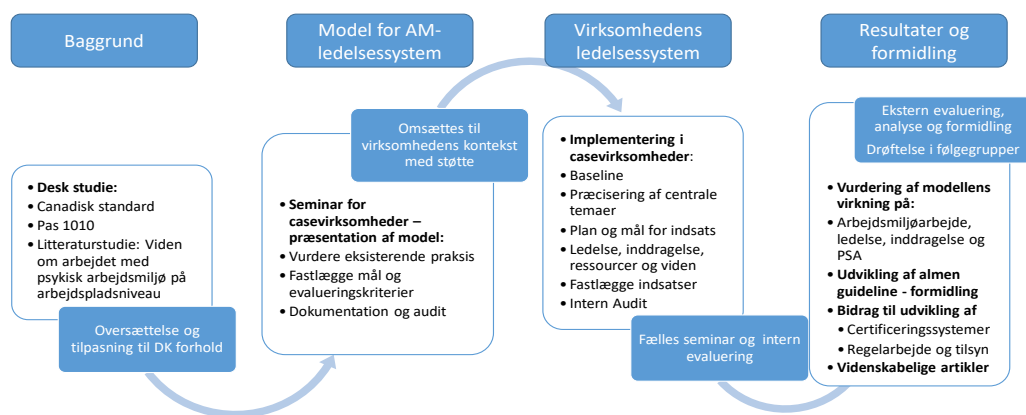 Baggrund
• Desk studie:
• Canadisk standard
• Pas 1010
• Litteraturstudie: Viden
om arbejdet med
psykisk arbejdsmiljø på
arbejdspladsniveau
Oversættelse og
tilpasning til DK forhold
Model for AM-
ledelsessystem
Omsættes til
virksomhedens kontekst
med støtte
• Seminar for
casevirksomheder –
præsentation af model:
• Vurdere eksisterende praksis
• Fastlægge mål og
evalueringskriterier
• Dokumentation og audit
Virksomhedens
ledelsessystem
• Implementering i
casevirksomheder:
• Baseline
• Præcisering af centrale
temaer
• Plan og mål for indsats
• Ledelse, inddragelse,
ressourcer og viden
• Fastlægge indsatser
• Intern Audit
Fælles seminar og intern
evaluering
Resultater og
formidling
Ekstern evaluering,
analyse og formidling
Drøftelse i følgegrupper
• Vurdering af modellens
virkning på:
• Arbejdsmiljøarbejde,
ledelse, inddragelse og
PSA
• Udvikling af almen
guideline - formidling
• Bidrag til udvikling af
• Certificeringssystemer
• Regelarbejde og tilsyn
• Videnskabelige artikler